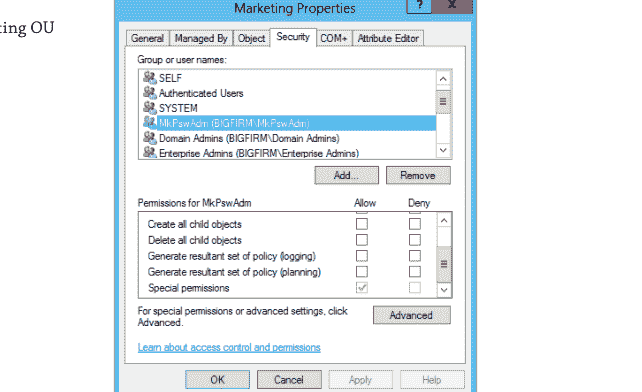 ting OU
Marketing Properties
? X
General Managed By Object Security COM+ Attribute Editor
Group or user names:
SELF
Authenticated Users
SYSTEM
MkPswAdm (BIGFIRM\MkPswAdm)
Domain Admins (BIGFIRM\Domain Admins)
Enterprise Admins (BIGFIRM\Enterprise Admins)
Add... Remove
Permissions for MkPswAdm Allow Deny
Create all child objects
Delete all child objects
Generate resultant set of policy (logging)
Generate resultant set of policy (planning)
Special permissions
For special permissions or advanced settings, click
Advanced.
Advanced
Learn about access control and permissions
OK Cancel Apply Help